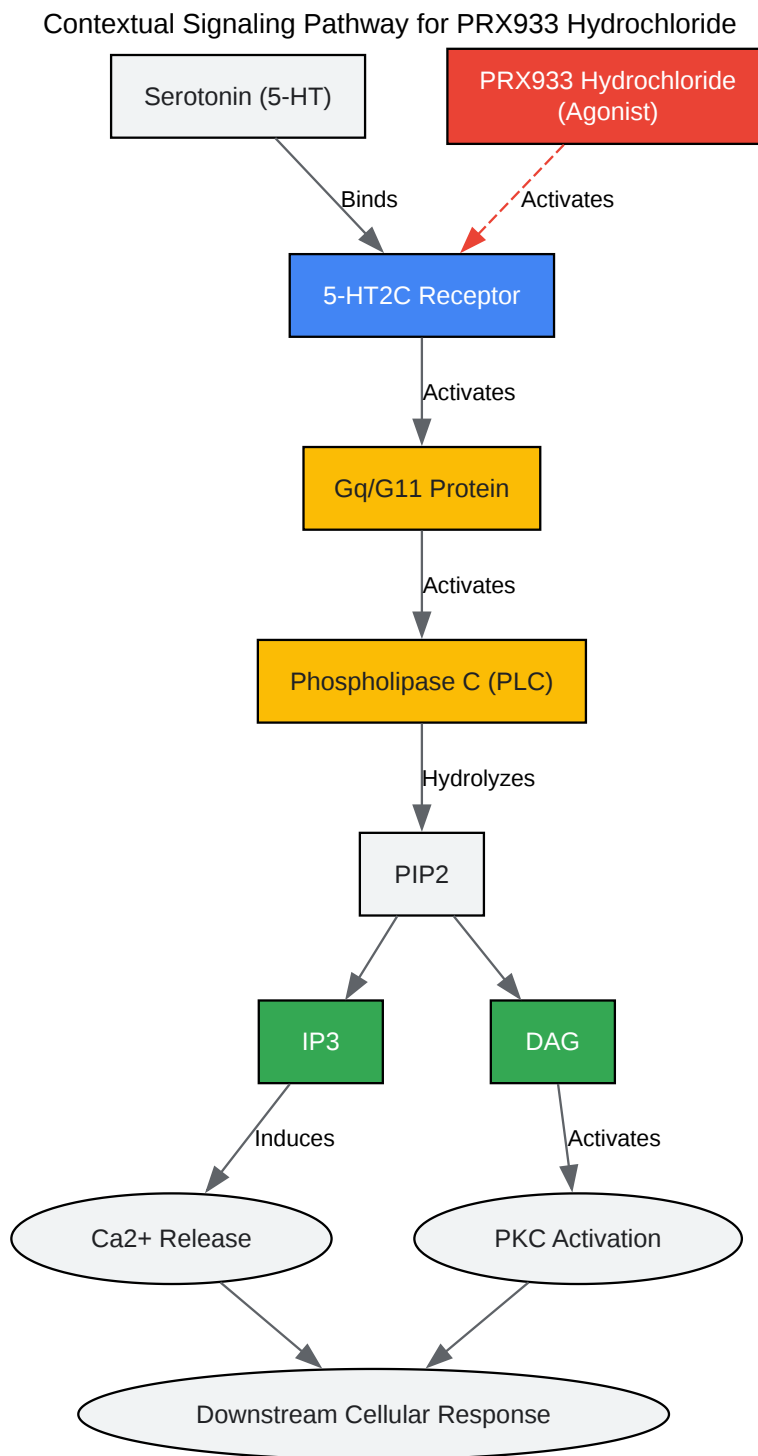 Contextual Signaling Pathway for PRX933 Hydrochloride
Serotonin (5-HT)
PRX933 Hydrochloride
(Agonist)
Binds
Activates
5-HT2C Receptor
Activates
Gq/G11 Protein
Activates
Phospholipase C (PLC)
Hydrolyzes
PIP2
IP3
DAG
Induces
Activates
Ca2+ Release
PKC Activation
Downstream Cellular Response